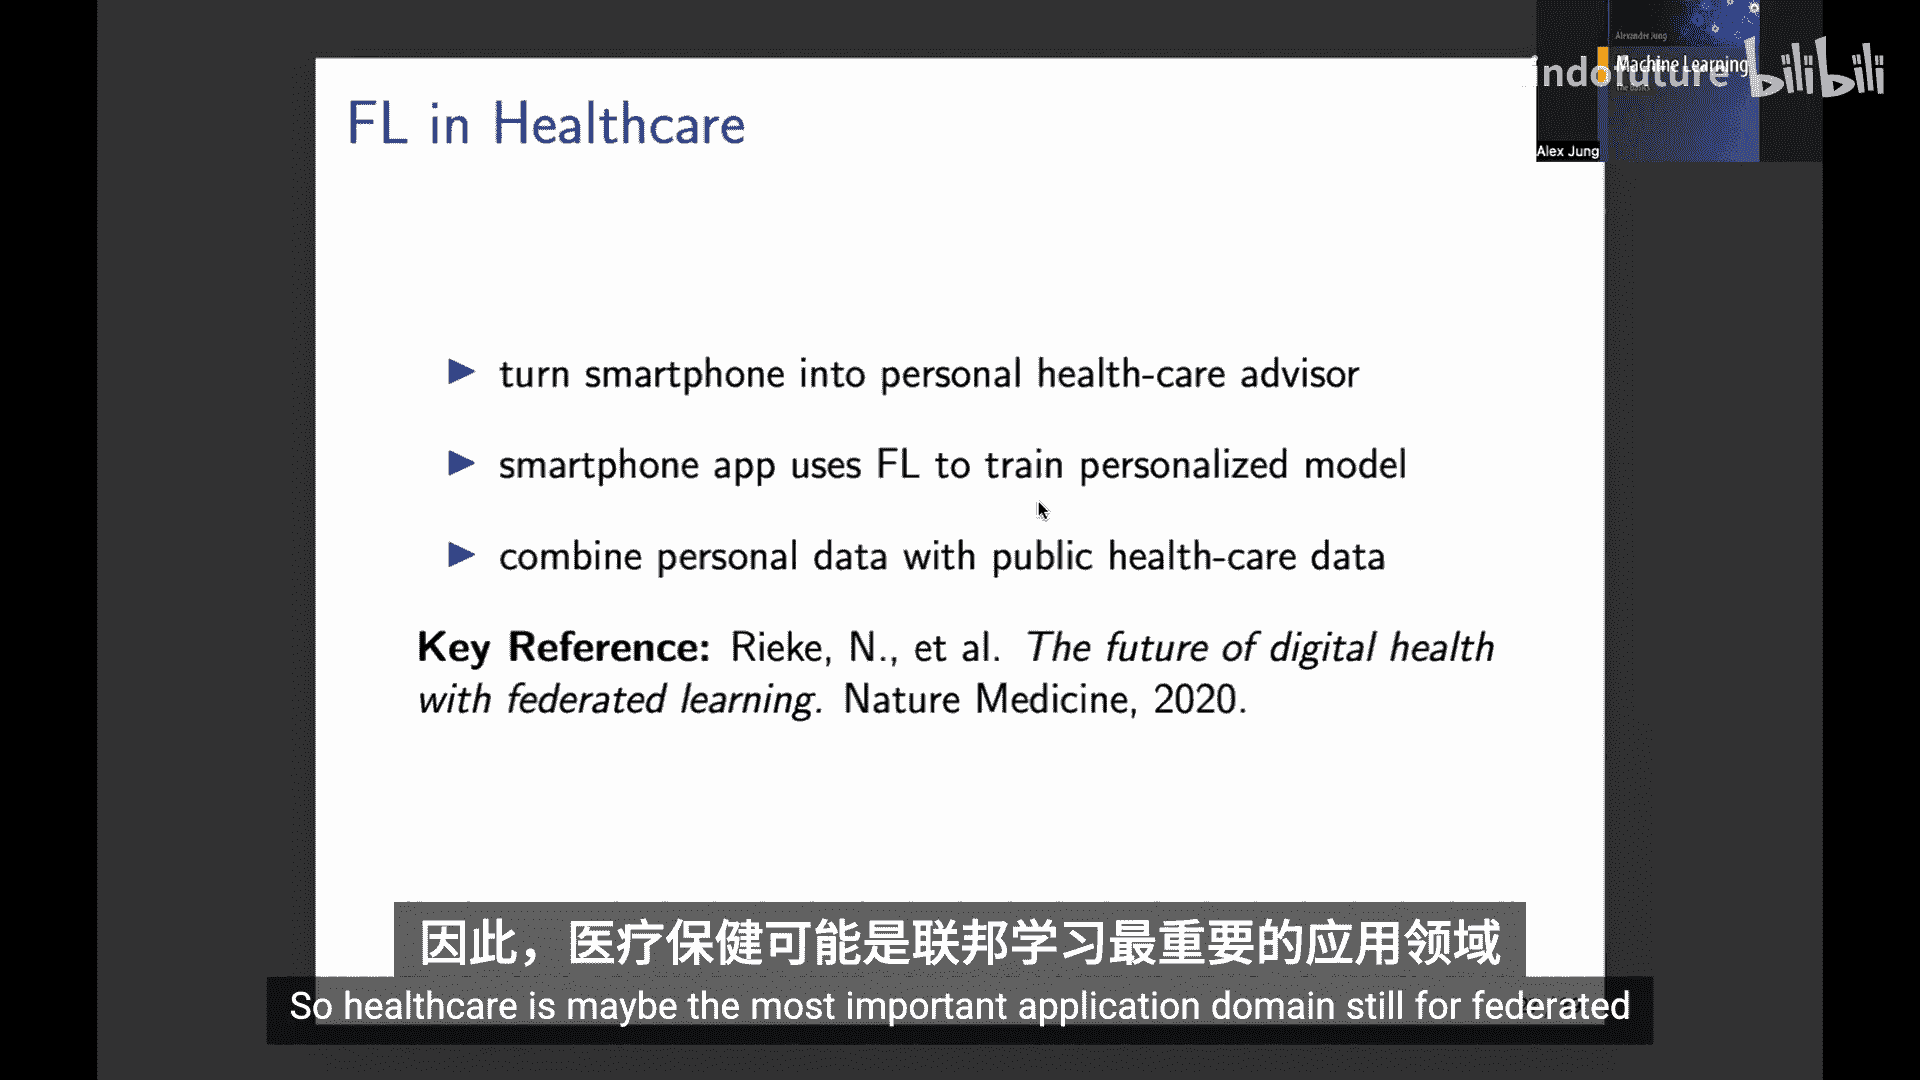 FL in Healthcare
Alexander Jung
Machine Learning
indofuture bilibili
Alex Jung
turn smartphone into personal health-care advisor
smartphone app uses FL to train personalized model
combine personal data with public health-care data
Key Reference: Rieke, N., et al. The future of digital health
with federated learning. Nature Medicine, 2020.
因此，医疗保健可能是联邦学习最重要的应用领域
So healthcare is maybe the most important application domain still for federated